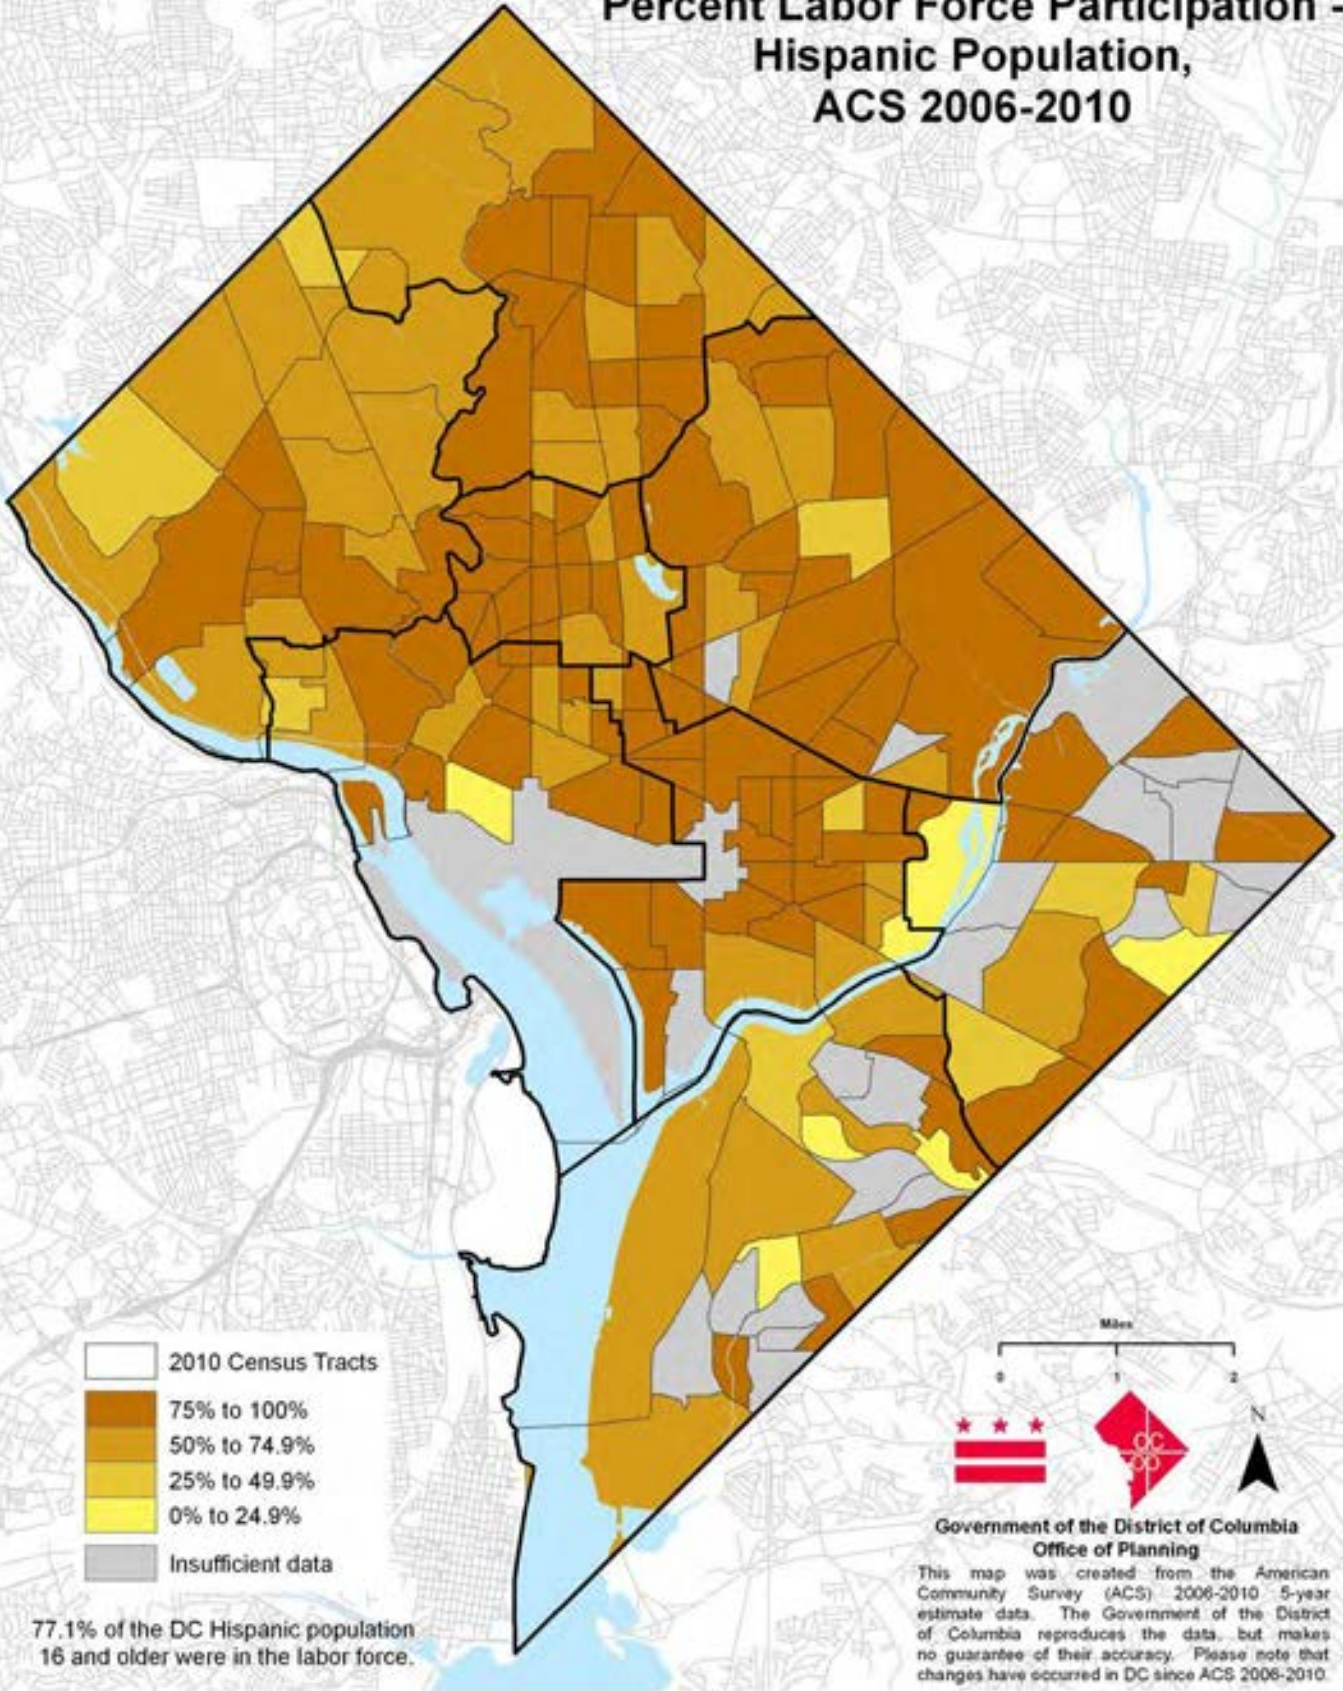 Percent Labor Force Participation -
Hispanic Population,
ACS 2006-2010
2010 Census Tracts
75% to 100%
50% to 74.9%
25% to 49.9%
0% to 24.9%
Insufficient data
77.1% of the DC Hispanic population
16 and older were in the labor force.
Miles
0 1 2
N
DC
OP
Government of the District of Columbia
Office of Planning
This map was created from the American
Community Survey (ACS) 2006-2010 5-year
estimate data. The Government of the District
of Columbia reproduces the data, but makes
no guarantee of their accuracy. Please note that
changes have occurred in DC since ACS 2006-2010.